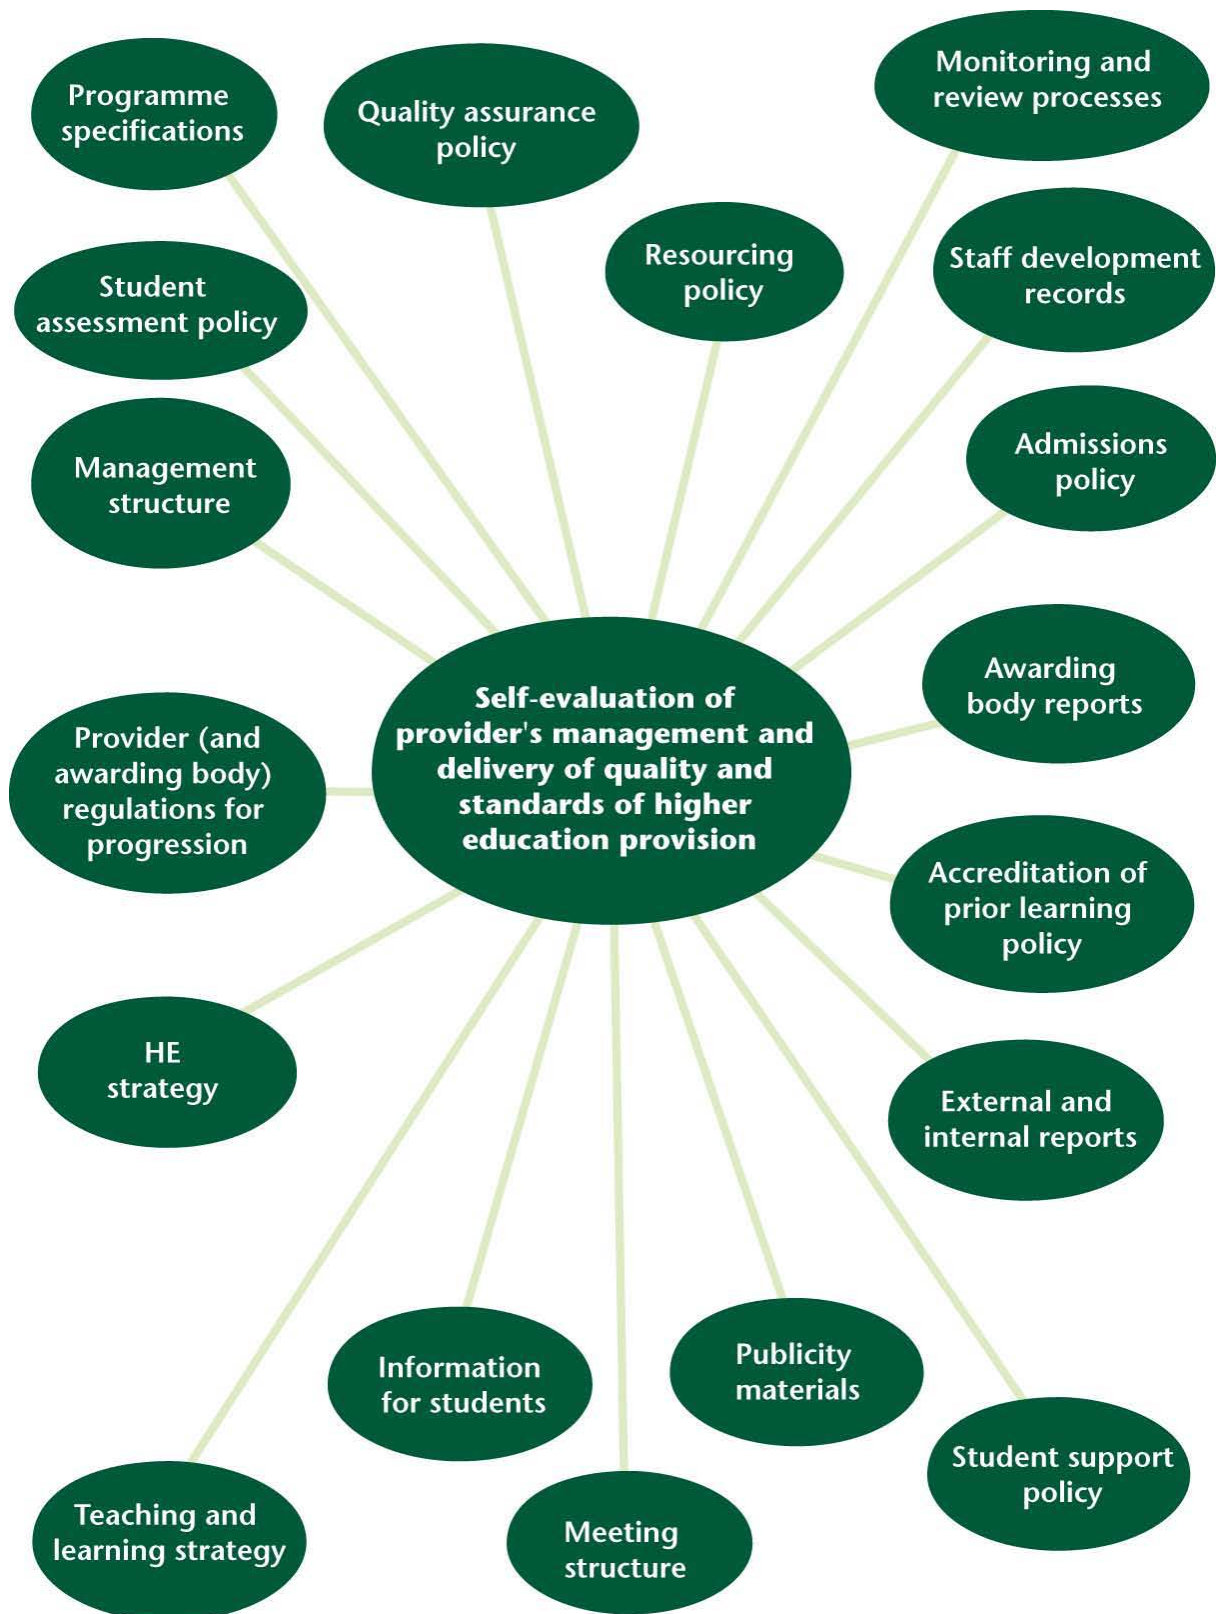 Programme
specifications
Quality assurance
policy
Monitoring and
review processes
Resourcing
policy
Staff development
records
Student
assessment policy
Management
structure
Admissions
policy
Self-evaluation of
provider's management and
delivery of quality and
standards of higher
education provision
Awarding
body reports
Provider (and
awarding body)
regulations for
progression
Accreditation of
prior learning
policy
HE
strategy
External and
internal reports
Information
for students
Publicity
materials
Student support
policy
Teaching and
learning strategy
Meeting
structure